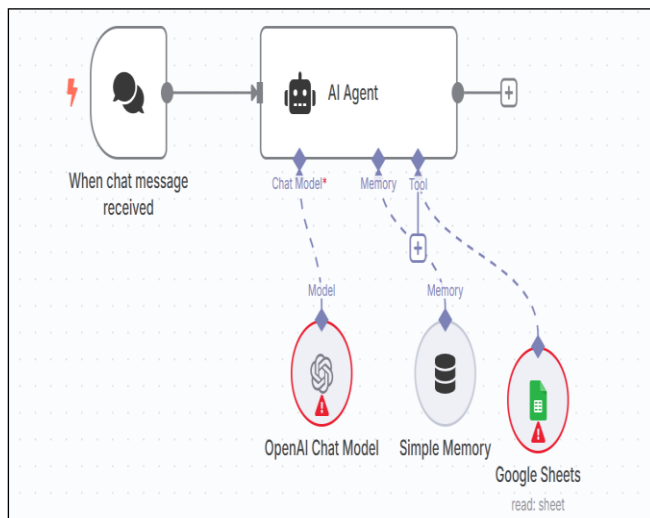 AI Agent
When chat message
received
Chat Model*
Memory
Tool
Model
Memory
OpenAI Chat Model
Simple Memory
Google Sheets
read: sheet